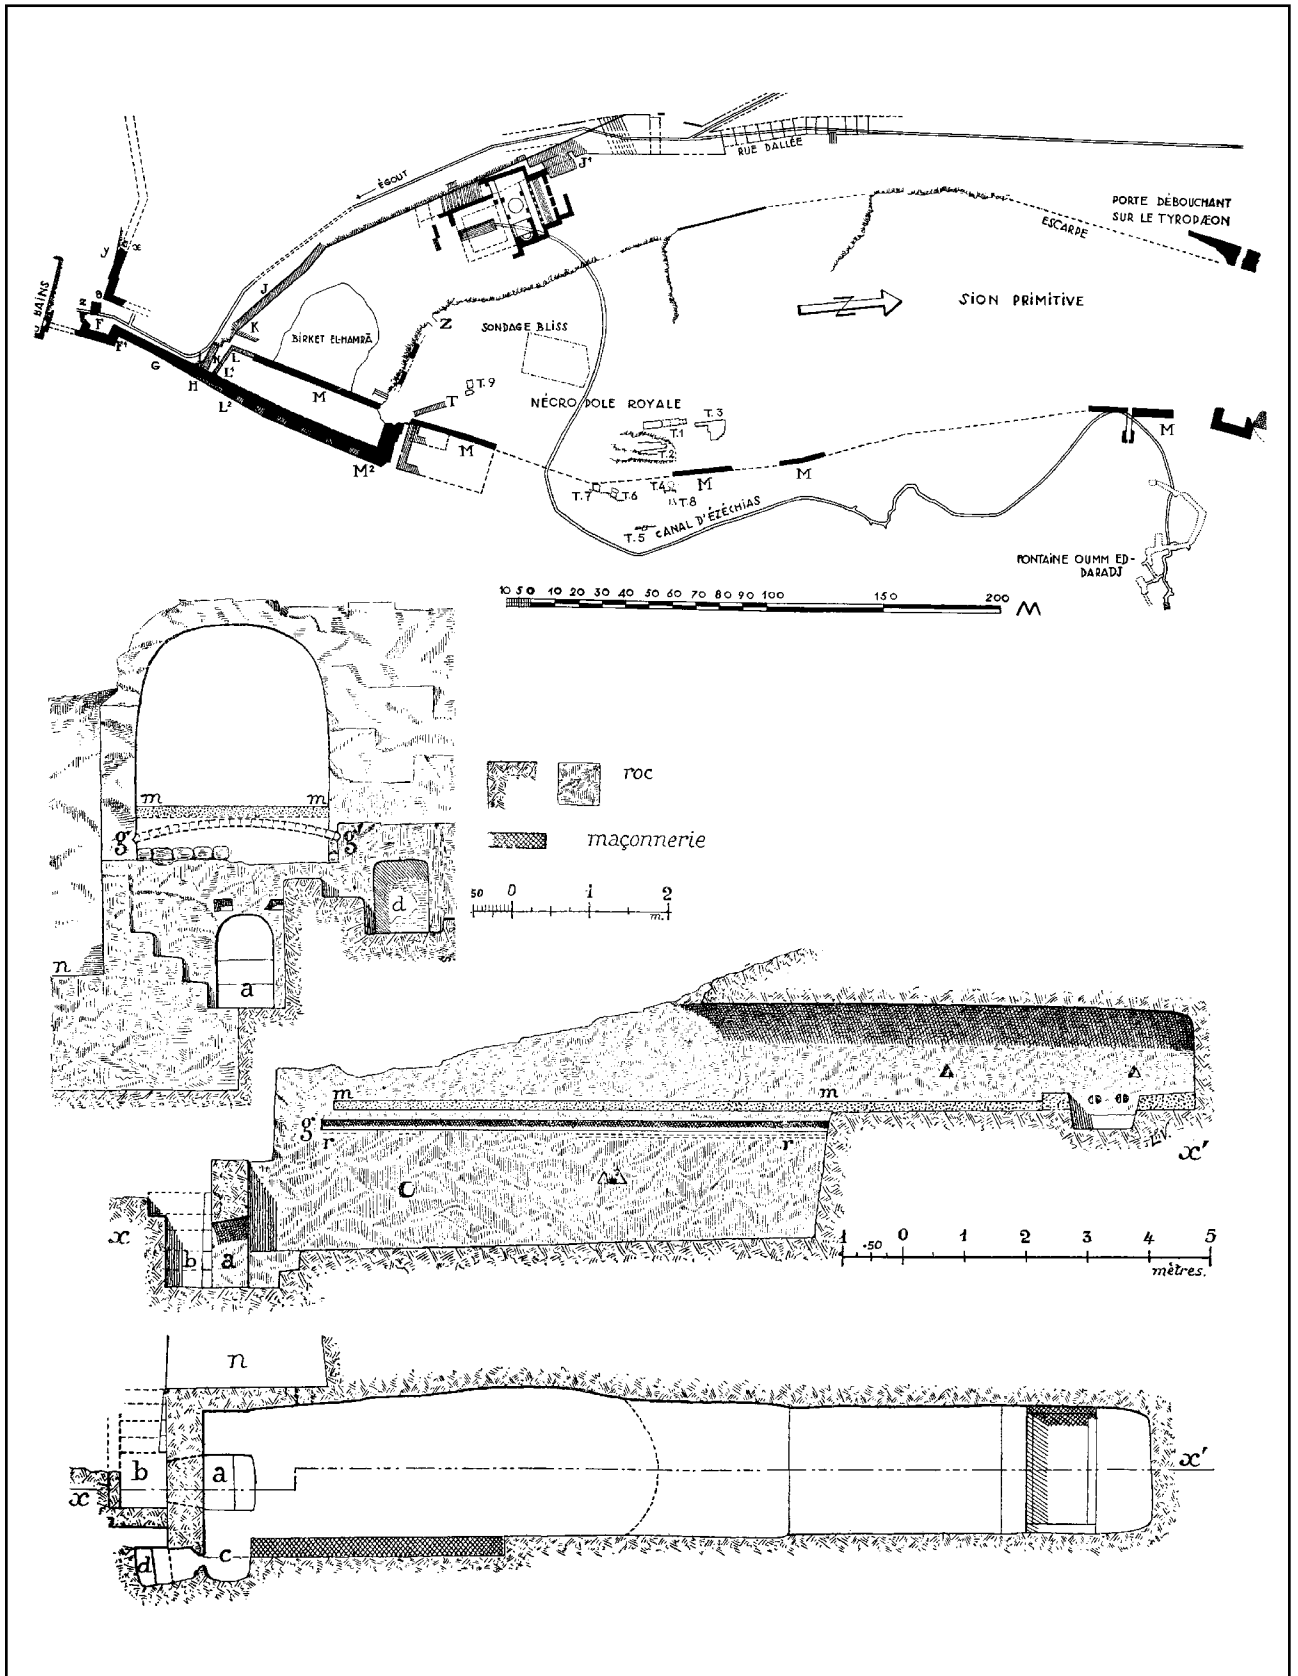 RUE DALLÉE
ÉGOUT
J¹
PORTE DÉBOUCHANT
SUR LE TYROPÆON
ESCARPE
y
BAINS
F
F¹
G
J
K
H
N
L
L¹
L²
M
M²
BIRKET EL-HAMRĀ
Z
SONDAGE BLISS
Z
SION PRIMITIVE
T.9
T
NÉCROPOLE ROYALE
T.1
T.3
T.2
M
T.7
T.6
T.4
T.8
M
M
M
T.5
CANAL D'ÉZÉCHIAS
FONTAINE OUMM ED-
DARADJ
10 5 0 10 20 30 40 50 60 70 80 90 100 150 200 M
m m
g g'
d
n
a
roc
maçonnerie
50 0 1 2
m.
m m
g
r r
x
b a
L.V.
x'
1 .50 0 1 2 3 4 5
mètres.
n
b a
x x'
c
d